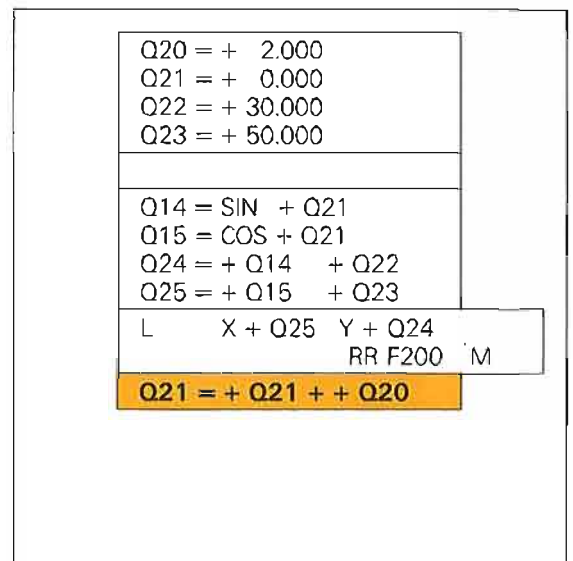 Q20 = + 2.000
Q21 = + 0.000
Q22 = + 30.000
Q23 = + 50.000
Q14 = SIN + Q21
Q15 = COS + Q21
Q24 = + Q14 + Q22
Q25 = + Q15 + Q23
L X + Q25 Y + Q24
RR F200 M
Q21 = + Q21 + + Q20